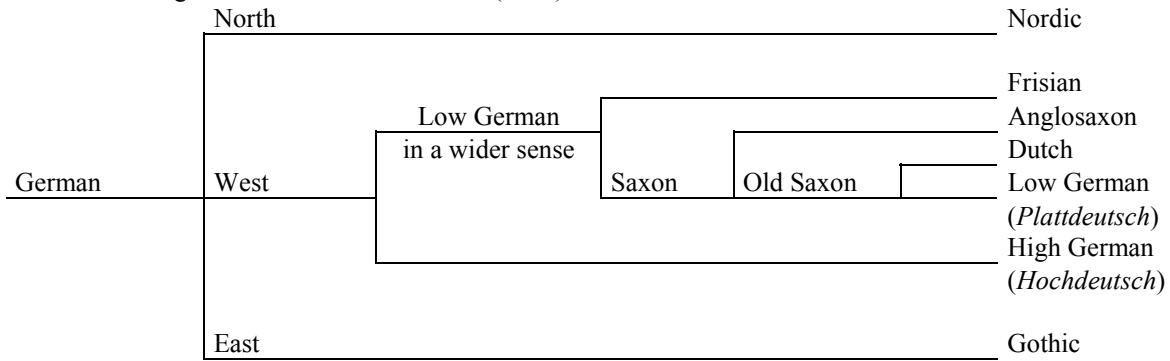 North Nordic
Frisian
Low German Anglosaxon
in a wider sense Dutch
German West Saxon Old Saxon Low German
(Plattdeutsch)
High German
(Hochdeutsch)
East Gothic